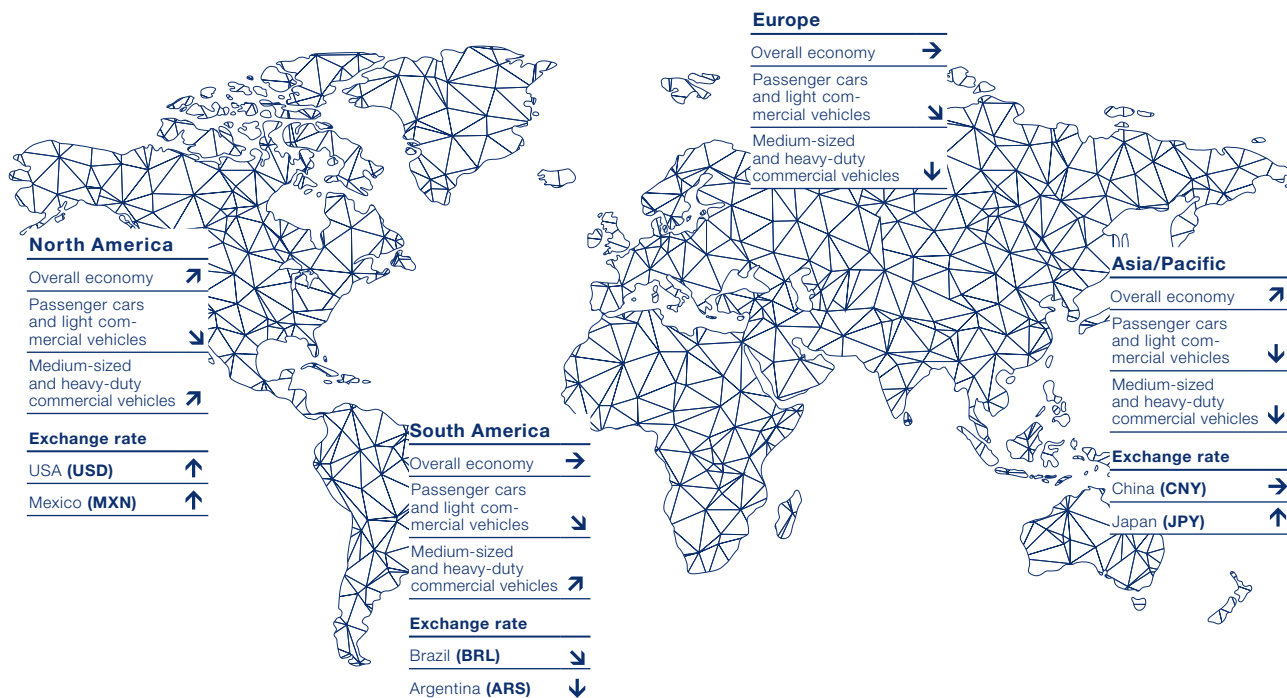 Europe
Overall economy →
Passenger cars
and light com-
mercial vehicles ↘
Medium-sized
and heavy-duty
commercial vehicles ↓
North America
Overall economy ↗
Passenger cars
and light com-
mercial vehicles ↘
Medium-sized
and heavy-duty
commercial vehicles ↗
Exchange rate
USA (USD) ↑
Mexico (MXN) ↑
South America
Overall economy →
Passenger cars
and light com-
mercial vehicles ↘
Medium-sized
and heavy-duty
commercial vehicles ↗
Exchange rate
Brazil (BRL) ↘
Argentina (ARS) ↓
Asia/Pacific
Overall economy ↗
Passenger cars
and light com-
mercial vehicles ↓
Medium-sized
and heavy-duty
commercial vehicles ↓
Exchange rate
China (CNY) →
Japan (JPY) ↑